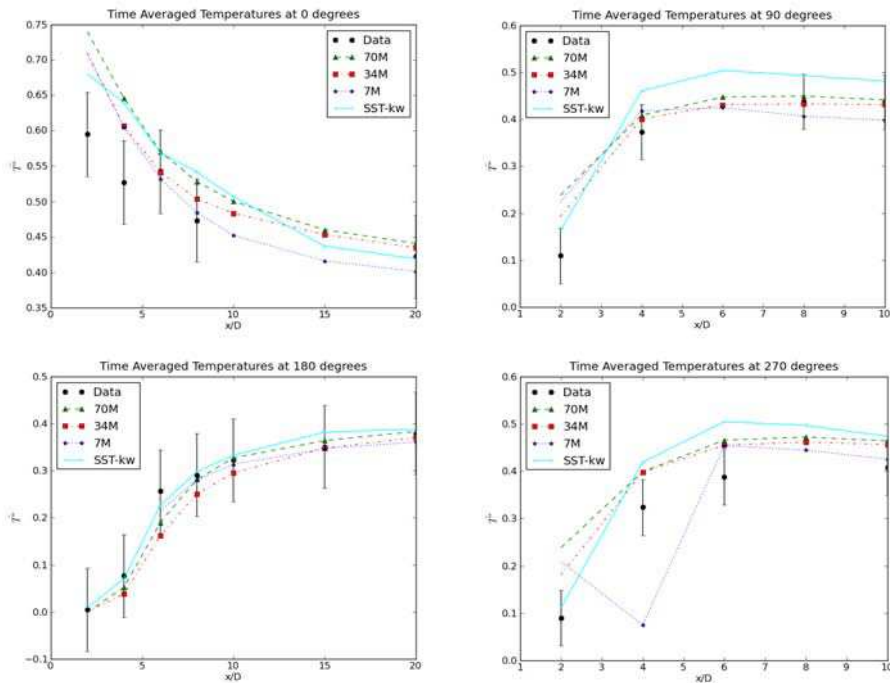 Time Averaged Temperatures at 0 degrees
0.75
0.70
0.65
0.60
0.55
0.50
0.45
0.40
0.35
0
5
10
15
20
x/D
Data
70M
34M
7M
SST-kw
Time Averaged Temperatures at 90 degrees
0.6
0.5
0.4
0.3
0.2
0.1
0.0
1
2
3
4
5
6
7
8
9
10
x/D
Data
70M
34M
7M
SST-kw
Time Averaged Temperatures at 180 degrees
0.5
0.4
0.3
0.2
0.1
0.0
−0.1
0
5
10
15
20
x/D
Data
70M
34M
7M
SST-kw
Time Averaged Temperatures at 270 degrees
0.6
0.5
0.4
0.3
0.2
0.1
0.0
1
2
3
4
5
6
7
8
9
10
x/D
Data
70M
34M
7M
SST-kw